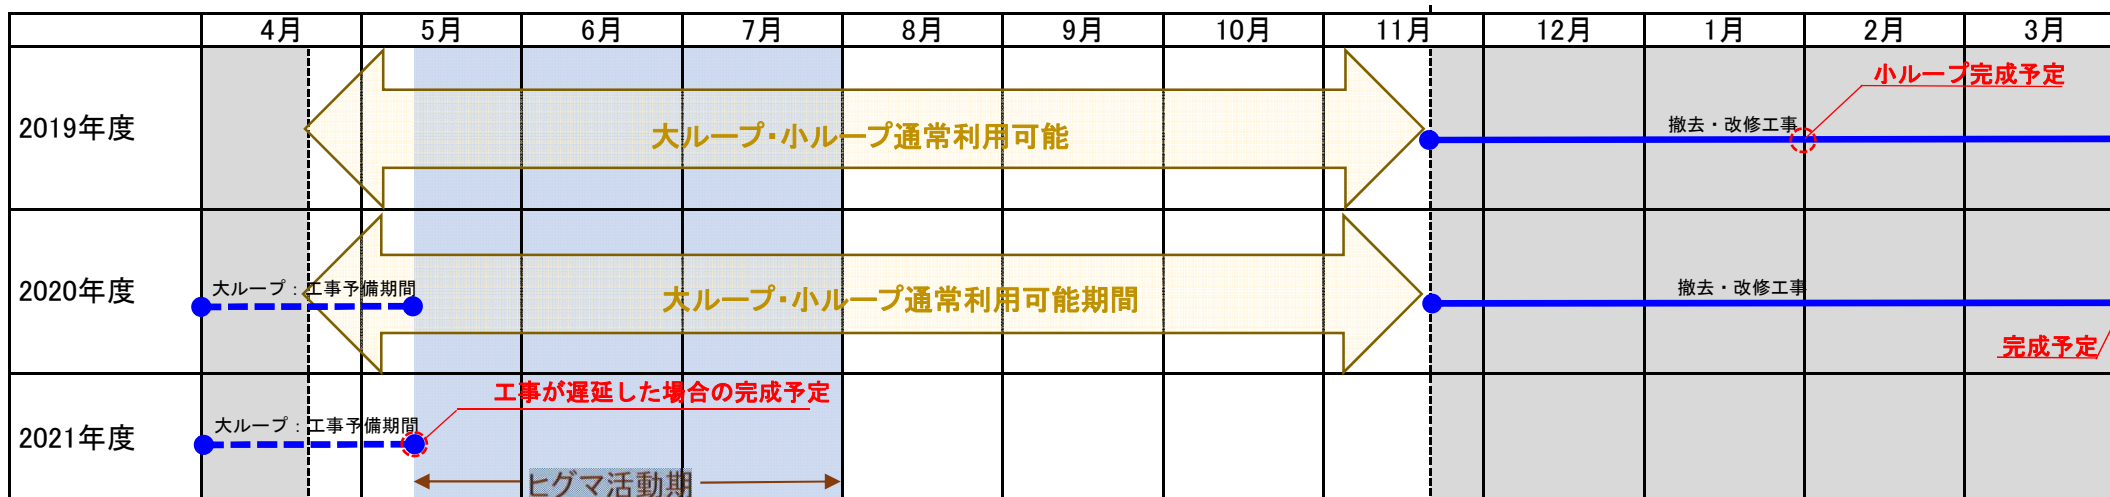 4月 5月 6月 7月 8月 9月 10月 11月 12月 1月 2月 3月
小ループ完成予定
2019年度
大ループ・小ループ通常利用可能
撤去・改修工事
2020年度
大ループ：工事予備期間
大ループ・小ループ通常利用可能期間
撤去・改修工事
完成予定
工事が遅延した場合の完成予定
2021年度
大ループ：工事予備期間
ヒグマ活動期